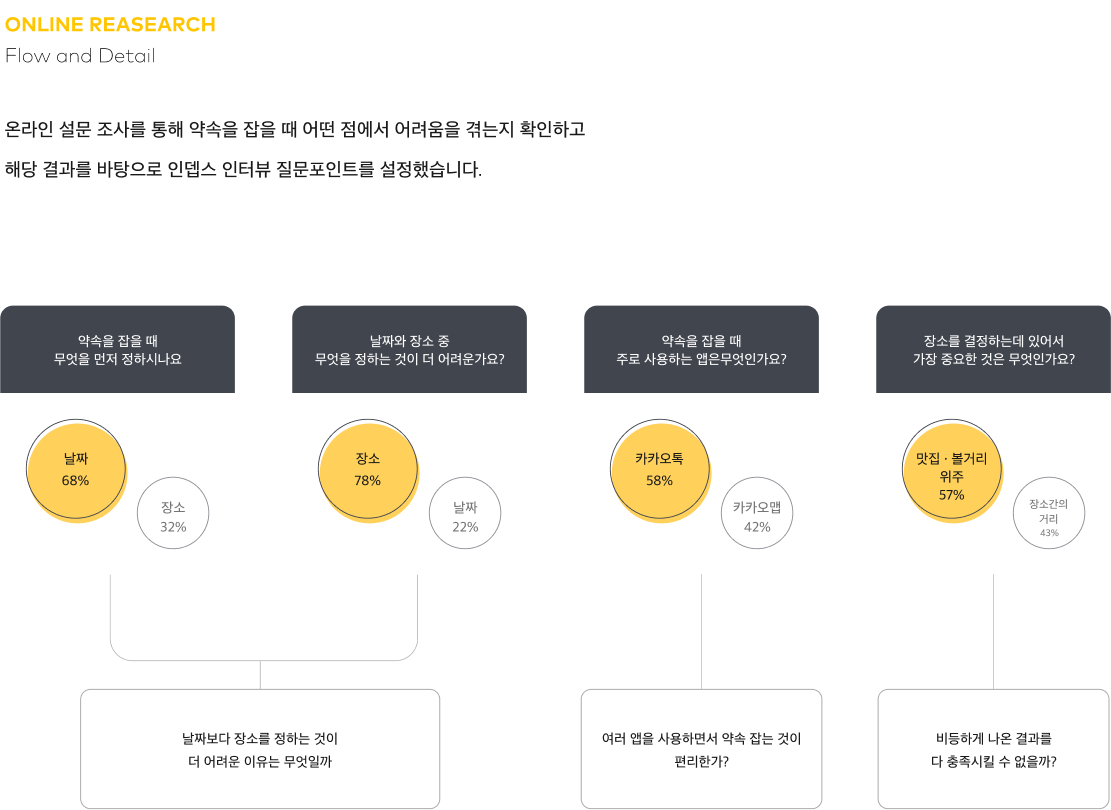 ONLINE REASEARCH
Flow and Detail
온라인 설문 조사를 통해 약속을 잡을 때 어떤 점에서 어려움을 겪는지 확인하고
해당 결과를 바탕으로 인뎁스 인터뷰 질문포인트를 설정했습니다.
약속을 잡을 때
무엇을 먼저 정하시나요
날짜
68%
장소
32%
날짜와 장소 중
무엇을 정하는 것이 더 어려운가요?
장소
78%
날짜
22%
약속을 잡을 때
주로 사용하는 앱은무엇인가요?
카카오톡
58%
카카오맵
42%
장소를 결정하는데 있어서
가장 중요한 것은 무엇인가요?
맛집 · 볼거리
위주
57%
장소간의
거리
43%
날짜보다 장소를 정하는 것이
더 어려운 이유는 무엇일까
여러 앱을 사용하면서 약속 잡는 것이
편리한가?
비등하게 나온 결과를
다 충족시킬 수 없을까?